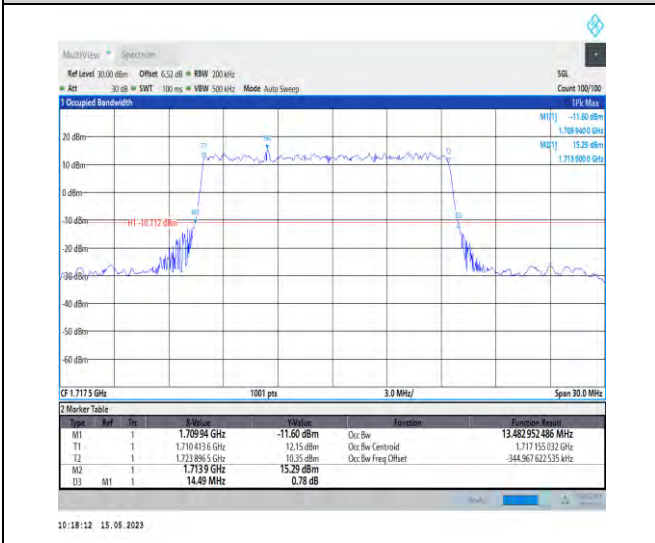 MultiView Spectrum
Ref Level 30.00 dBm Offset 6.52 dB RBW 200 kHz SGL
Att 30 dB SWT 100 ms VBW 500 kHz Mode Auto Sweep Count 100/100
1 Occupied Bandwidth 1Pk Max
M1[1] -11.60 dBm
1.709 940 0 GHz
M2[1] 15.29 dBm
1.713 900 0 GHz
20 dBm
10 dBm
0 dBm
-10 dBm
H1 -10.712 dBm
-20 dBm
-30 dBm
-40 dBm
-50 dBm
-60 dBm
CF 1.717 5 GHz 1001 pts 3.0 MHz/ Span 30.0 MHz
2 Marker Table
Type Ref Trc X-Value Y-Value Function Function Result
M1 1 1.709 94 GHz -11.60 dBm Occ Bw 13.482 952 486 MHz
T1 1 1.710 413 6 GHz 12.15 dBm Occ Bw Centroid 1.717 155 032 GHz
T2 1 1.723 896 5 GHz 10.35 dBm Occ Bw Freq Offset -344.967 622 535 kHz
M2 1 1.713 9 GHz 15.29 dBm
D3 M1 1 14.49 MHz 0.78 dB
10:18:12 15.05.2023